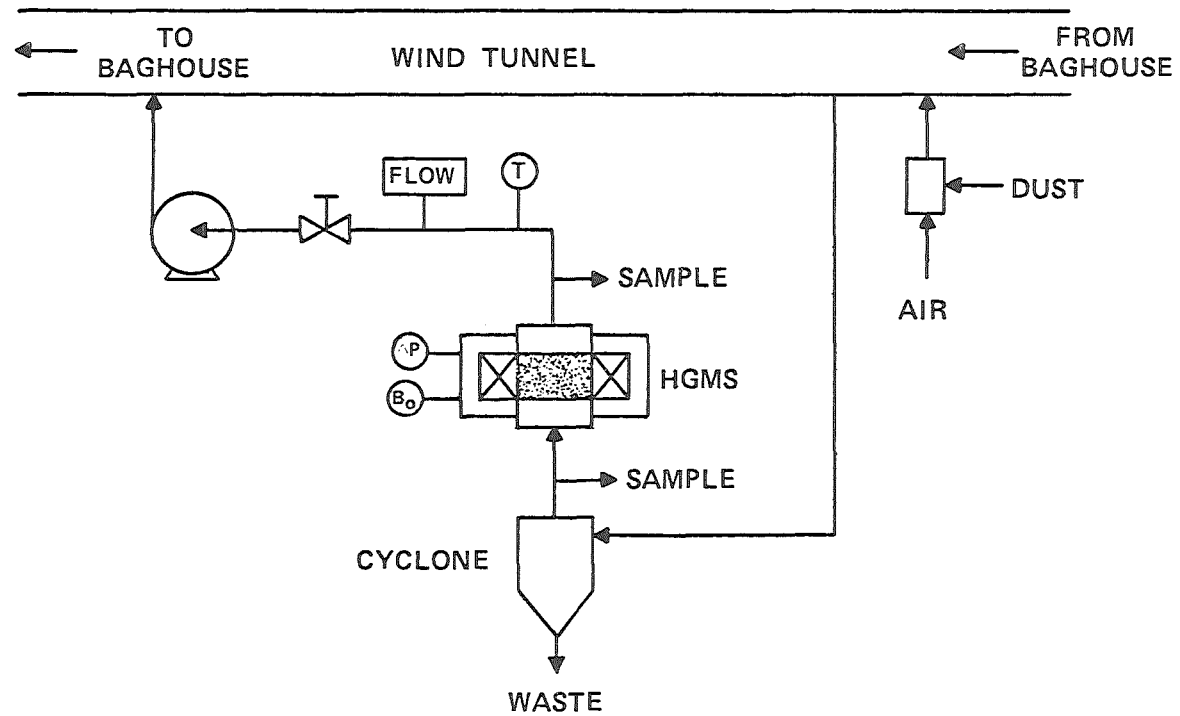 TO
BAGHOUSE
WIND TUNNEL
FROM
BAGHOUSE
FLOW
T
DUST
SAMPLE
AIR
ΔP
HGMS
B₀
SAMPLE
CYCLONE
WASTE